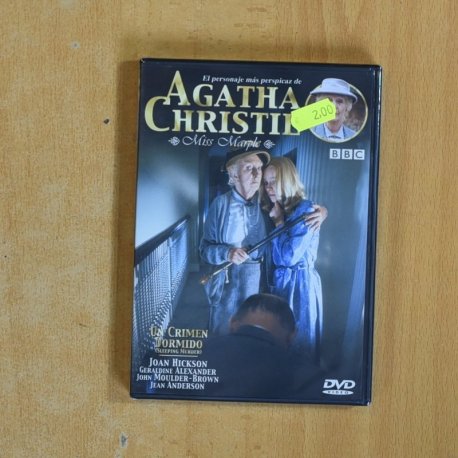 El personaje más perspicaz de
AGATHA
CHRISTIE
Miss Marple
€ 2,00
BBC
UN CRIMEN
DORMIDO
(SLEEPING MURDER)
JOAN HICKSON
GERALDINE ALEXANDER
JOHN MOULDER-BROWN
JEAN ANDERSON
DVD
VIDEO